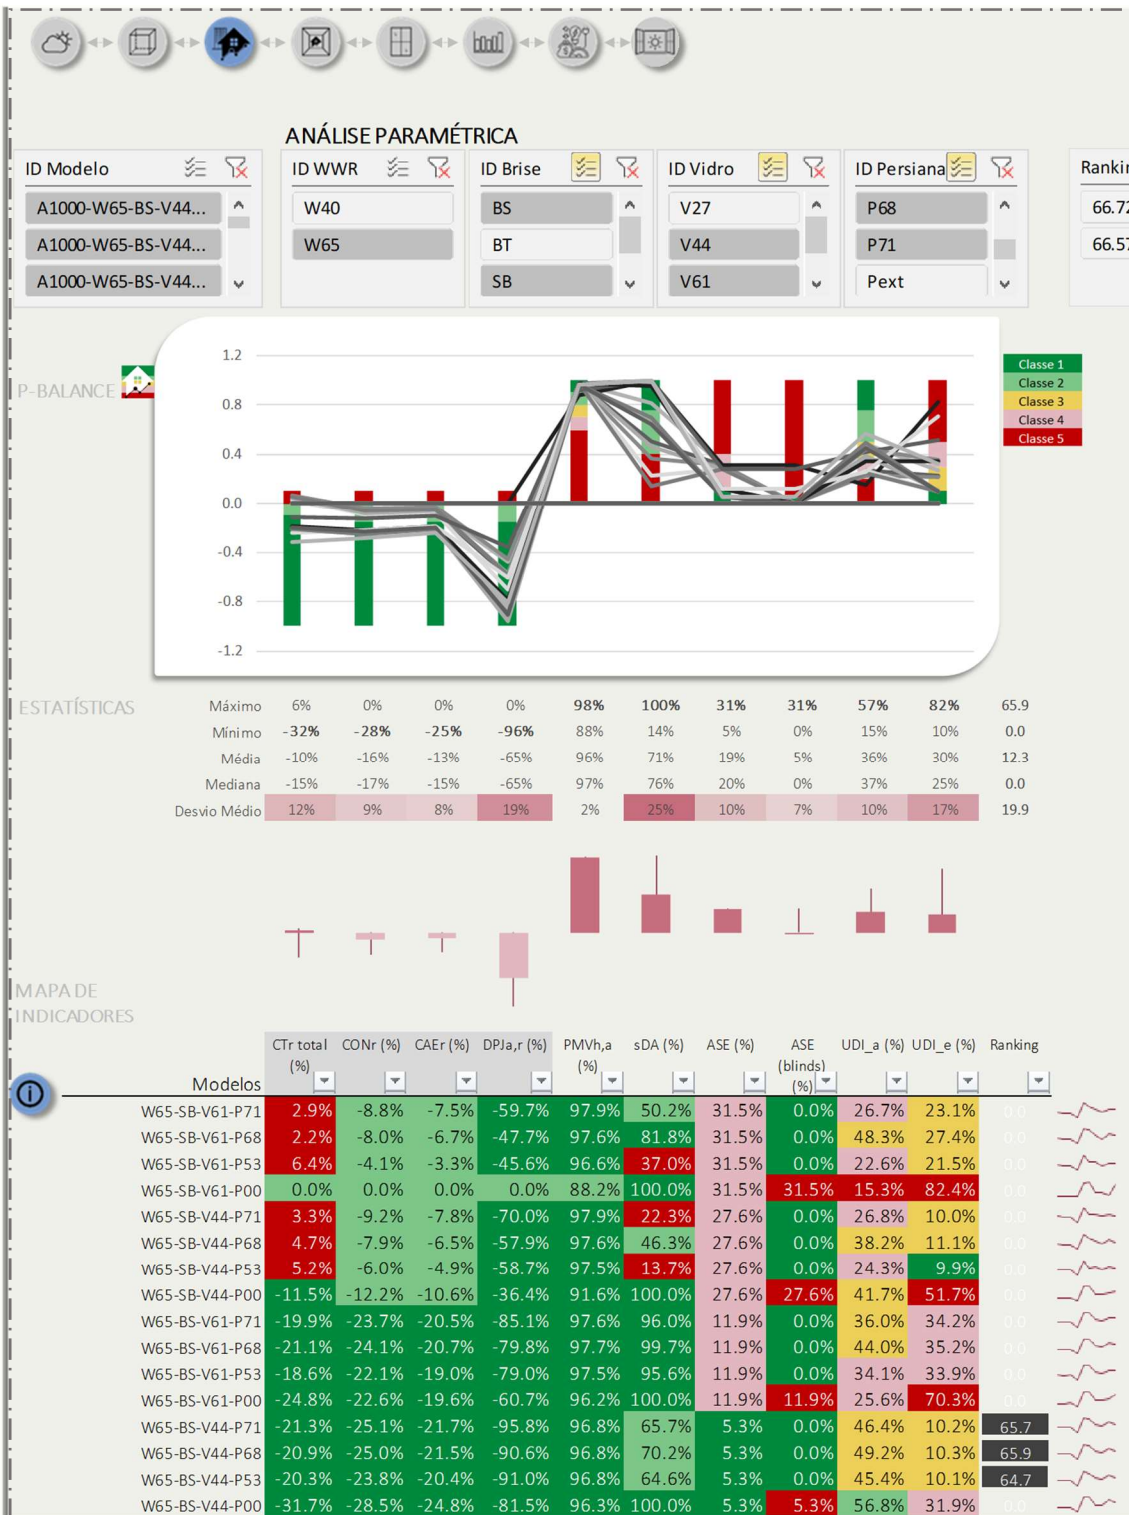 ANÁLISE PARAMÉTRICA
ID Modelo ID WWR ID Brise ID Vidro ID Persiana
A1000-W65-BS-V44... W40 BS V27 P68
A1000-W65-BS-V44... W65 BT V44 P71
A1000-W65-BS-V44... SB V61 Pext
P-BALANCE
1.2
0.8
0.4
0.0
-0.4
-0.8
-1.2
Classe 1
Classe 2
Classe 3
Classe 4
Classe 5
ESTATÍSTICAS
Máximo 6% 0% 0% 0% 98% 100% 31% 31% 57% 82% 65.9
Mínimo -32% -28% -25% -96% 88% 14% 5% 0% 15% 10% 0.0
Média -10% -16% -13% -65% 96% 71% 19% 5% 36% 30% 12.3
Mediana -15% -17% -15% -65% 97% 76% 20% 0% 37% 25% 0.0
Desvio Médio 12% 9% 8% 19% 2% 25% 10% 7% 10% 17% 19.9
MAPA DE
INDICADORES
Modelos CTr total (%) CONr (%) CAEr (%) DPJa,r (%) PMVh,a (%) sDA (%) ASE (%) ASE (blinds) (%) UDI_a (%) UDI_e (%) Ranking
W65-SB-V61-P71 2.9% -8.8% -7.5% -59.7% 97.9% 50.2% 31.5% 0.0% 26.7% 23.1% 0.0
W65-SB-V61-P68 2.2% -8.0% -6.7% -47.7% 97.6% 81.8% 31.5% 0.0% 48.3% 27.4% 0.0
W65-SB-V61-P53 6.4% -4.1% -3.3% -45.6% 96.6% 37.0% 31.5% 0.0% 22.6% 21.5% 0.0
W65-SB-V61-P00 0.0% 0.0% 0.0% 0.0% 88.2% 100.0% 31.5% 31.5% 15.3% 82.4% 0.0
W65-SB-V44-P71 3.3% -9.2% -7.8% -70.0% 97.9% 22.3% 27.6% 0.0% 26.8% 10.0% 0.0
W65-SB-V44-P68 4.7% -7.9% -6.5% -57.9% 97.6% 46.3% 27.6% 0.0% 38.2% 11.1% 0.0
W65-SB-V44-P53 5.2% -6.0% -4.9% -58.7% 97.5% 13.7% 27.6% 0.0% 24.3% 9.9% 0.0
W65-SB-V44-P00 -11.5% -12.2% -10.6% -36.4% 91.6% 100.0% 27.6% 27.6% 41.7% 51.7% 0.0
W65-BS-V61-P71 -19.9% -23.7% -20.5% -85.1% 97.6% 96.0% 11.9% 0.0% 36.0% 34.2% 0.0
W65-BS-V61-P68 -21.1% -24.1% -20.7% -79.8% 97.7% 99.7% 11.9% 0.0% 44.0% 35.2% 0.0
W65-BS-V61-P53 -18.6% -22.1% -19.0% -79.0% 97.5% 95.6% 11.9% 0.0% 34.1% 33.9% 0.0
W65-BS-V61-P00 -24.8% -22.6% -19.6% -60.7% 96.2% 100.0% 11.9% 11.9% 25.6% 70.3% 0.0
W65-BS-V44-P71 -21.3% -25.1% -21.7% -95.8% 96.8% 65.7% 5.3% 0.0% 46.4% 10.2% 65.7
W65-BS-V44-P68 -20.9% -25.0% -21.5% -90.6% 96.8% 70.2% 5.3% 0.0% 49.2% 10.3% 65.9
W65-BS-V44-P53 -20.3% -23.8% -20.4% -91.0% 96.8% 64.6% 5.3% 0.0% 45.4% 10.1% 64.7
W65-BS-V44-P00 -31.7% -28.5% -24.8% -81.5% 96.3% 100.0% 5.3% 5.3% 56.8% 31.9% 0.0